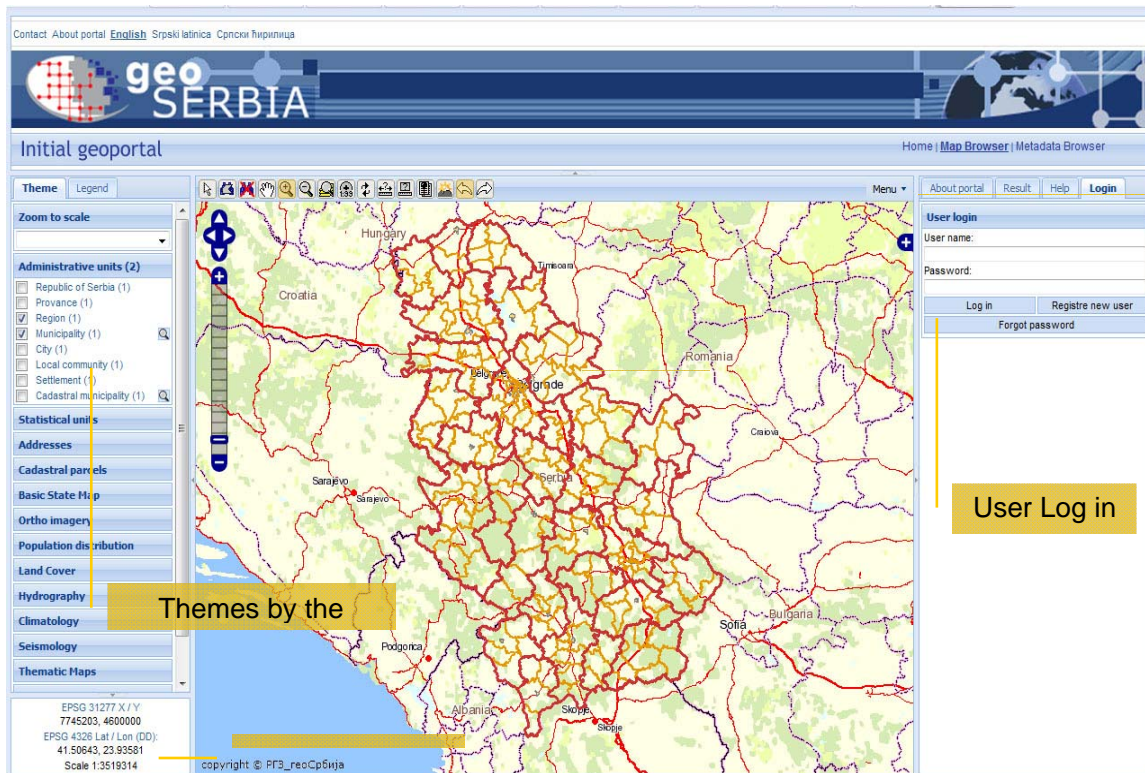 Contact About portal English Srpski latinica Српски ћирилица
geo
SERBIA
Initial geoportal
Home | Map Browser | Metadata Browser
Theme Legend
Zoom to scale
Administrative units (2)
Republic of Serbia (1)
Provance (1)
Region (1)
Municipality (1)
City (1)
Local community (1)
Settlement (1)
Cadastral municipality (1)
Statistical units
Addresses
Cadastral parcels
Basic State Map
Ortho imagery
Population distribution
Land Cover
Hydrography
Climatology
Seismology
Thematic Maps
EPSG 31277 X / Y
7745203, 4600000
EPSG 4326 Lat / Lon (DD):
41.50643, 23.93581
Scale 1:3519314
Menu
Hungary
Timisoara
Croatia
Romania
Belgrade
Belgrade
Craiova
Sarajēvo
Sarajevo
Serbia
Bulgaria
Sofia
Podgorica
Albania
Skopje
Skopje
copyright © РГЗ_геоСрбија
Themes by the
About portal Result Help Login
User login
User name:
Password:
Log in Registre new user
Forgot password
User Log in